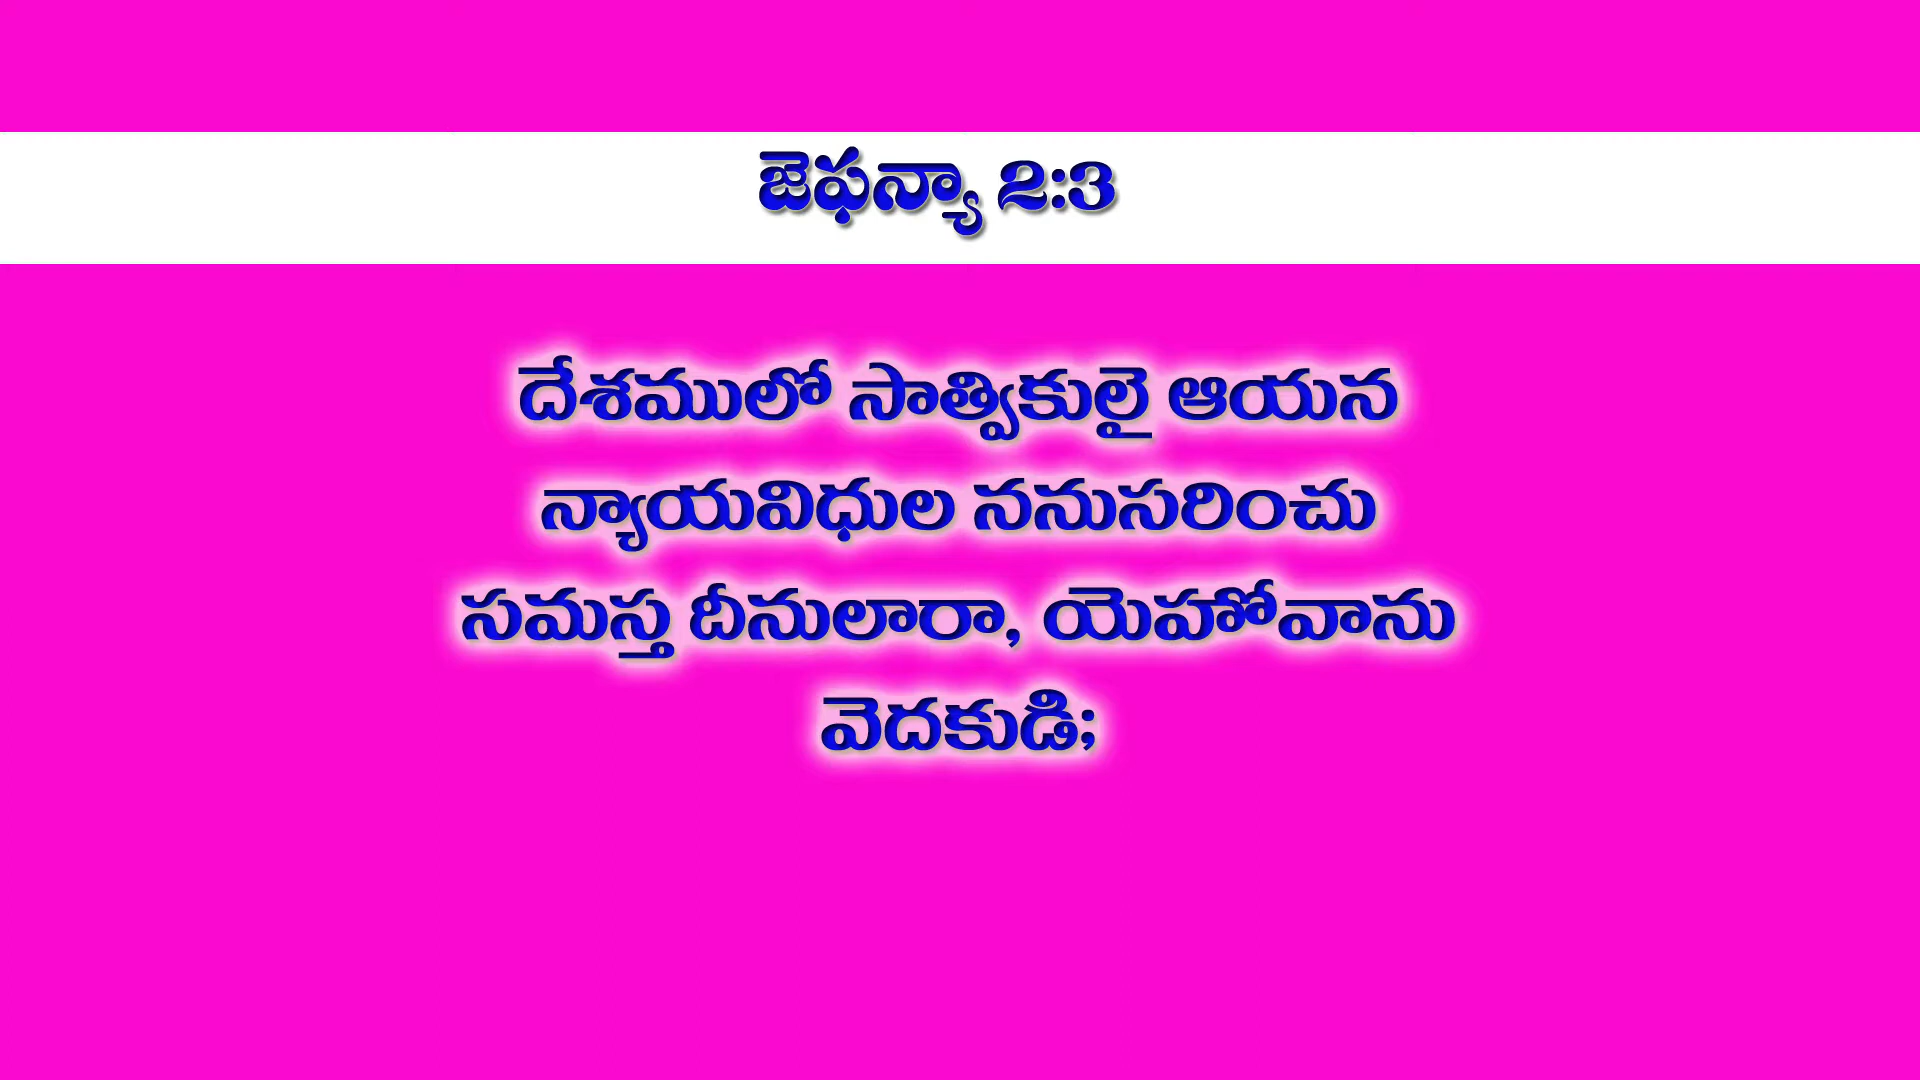 జెఫన్యా 2:3
దేశములో సాత్వికులై ఆయన
న్యాయవిధుల ననుసరించు
సమస్త దీనులారా, యెహోవాను
వెదకుడి;